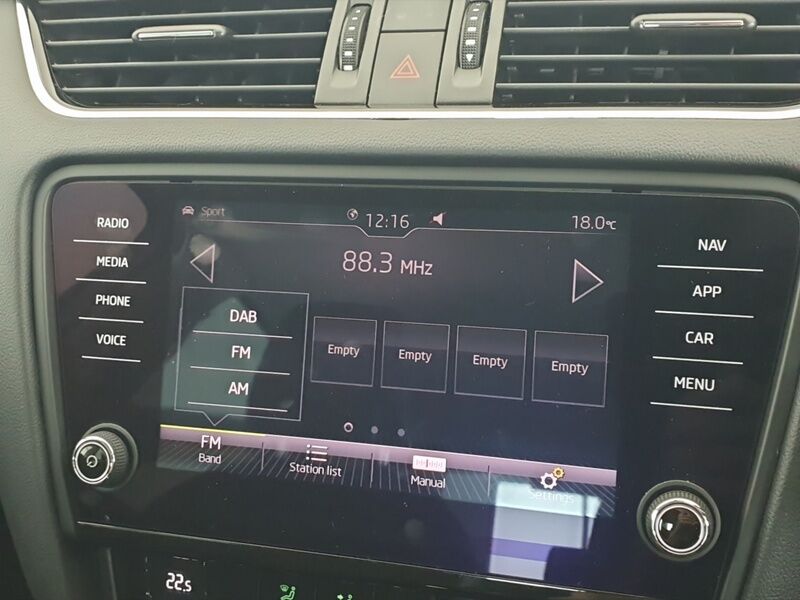 Sport 12:16 18.0°C
88.3 MHz
RADIO
MEDIA
PHONE
VOICE
NAV
APP
CAR
MENU
DAB
FM
AM
Empty Empty Empty Empty
FM
Band
Station list
Manual
Settings
22.5